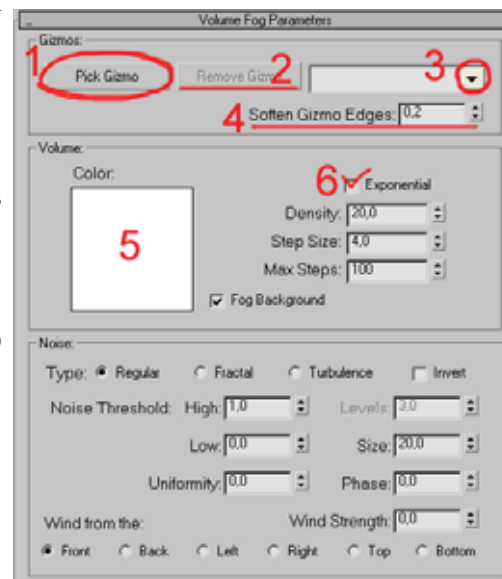 Volume Fog Parameters
Gizmos:
1 Pick Gizmo Remove Gizmo 2 3
4 Soften Gizmo Edges: 0,2
Volume:
Color:
6 Exponential
5
Density: 20,0
Step Size: 4,0
Max Steps: 100
Fog Background
Noise:
Type: Regular Fractal Turbulence Invert
Noise Threshold: High: 1,0 Levels: 3,0
Low: 0,0 Size: 20,0
Uniformity: 0,0 Phase: 0,0
Wind from the: Wind Strength: 0,0
Front Back Left Right Top Bottom